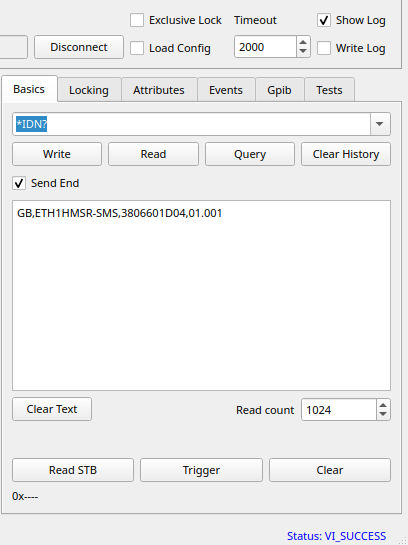 Exclusive Lock Timeout Show Log
Disconnect Load Config 2000 Write Log
Basics Locking Attributes Events Gpib Tests
*IDN?
Write Read Query Clear History
Send End
GB,ETH1HMSR-SMS,3806601D04,01.001
Clear Text Read count 1024
Read STB Trigger Clear
0x----
Status: VI_SUCCESS